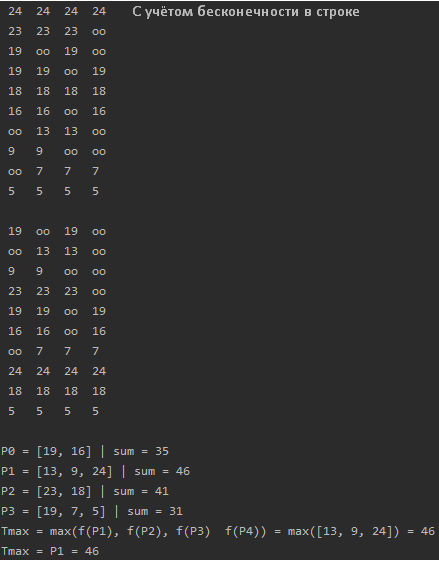 24 24 24 24 С учётом бесконечности в строке
23 23 23 oo
19 oo 19 oo
19 19 oo 19
18 18 18 18
16 16 oo 16
oo 13 13 oo
9 9 oo oo
oo 7 7 7
5 5 5 5
19 oo 19 oo
oo 13 13 oo
9 9 oo oo
23 23 23 oo
19 19 oo 19
16 16 oo 16
oo 7 7 7
24 24 24 24
18 18 18 18
5 5 5 5
P0 = [19, 16] | sum = 35
P1 = [13, 9, 24] | sum = 46
P2 = [23, 18] | sum = 41
P3 = [19, 7, 5] | sum = 31
Tmax = max(f(P1), f(P2), f(P3) f(P4)) = max([13, 9, 24]) = 46
Tmax = P1 = 46